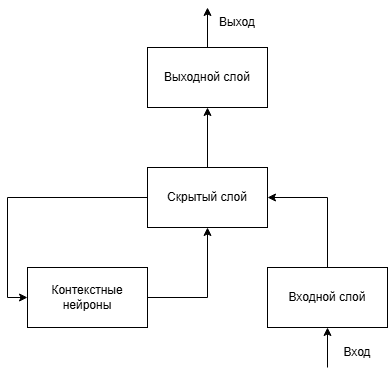 Выход
Выходной слой
Скрытый слой
Контекстные
нейроны
Входной слой
Вход